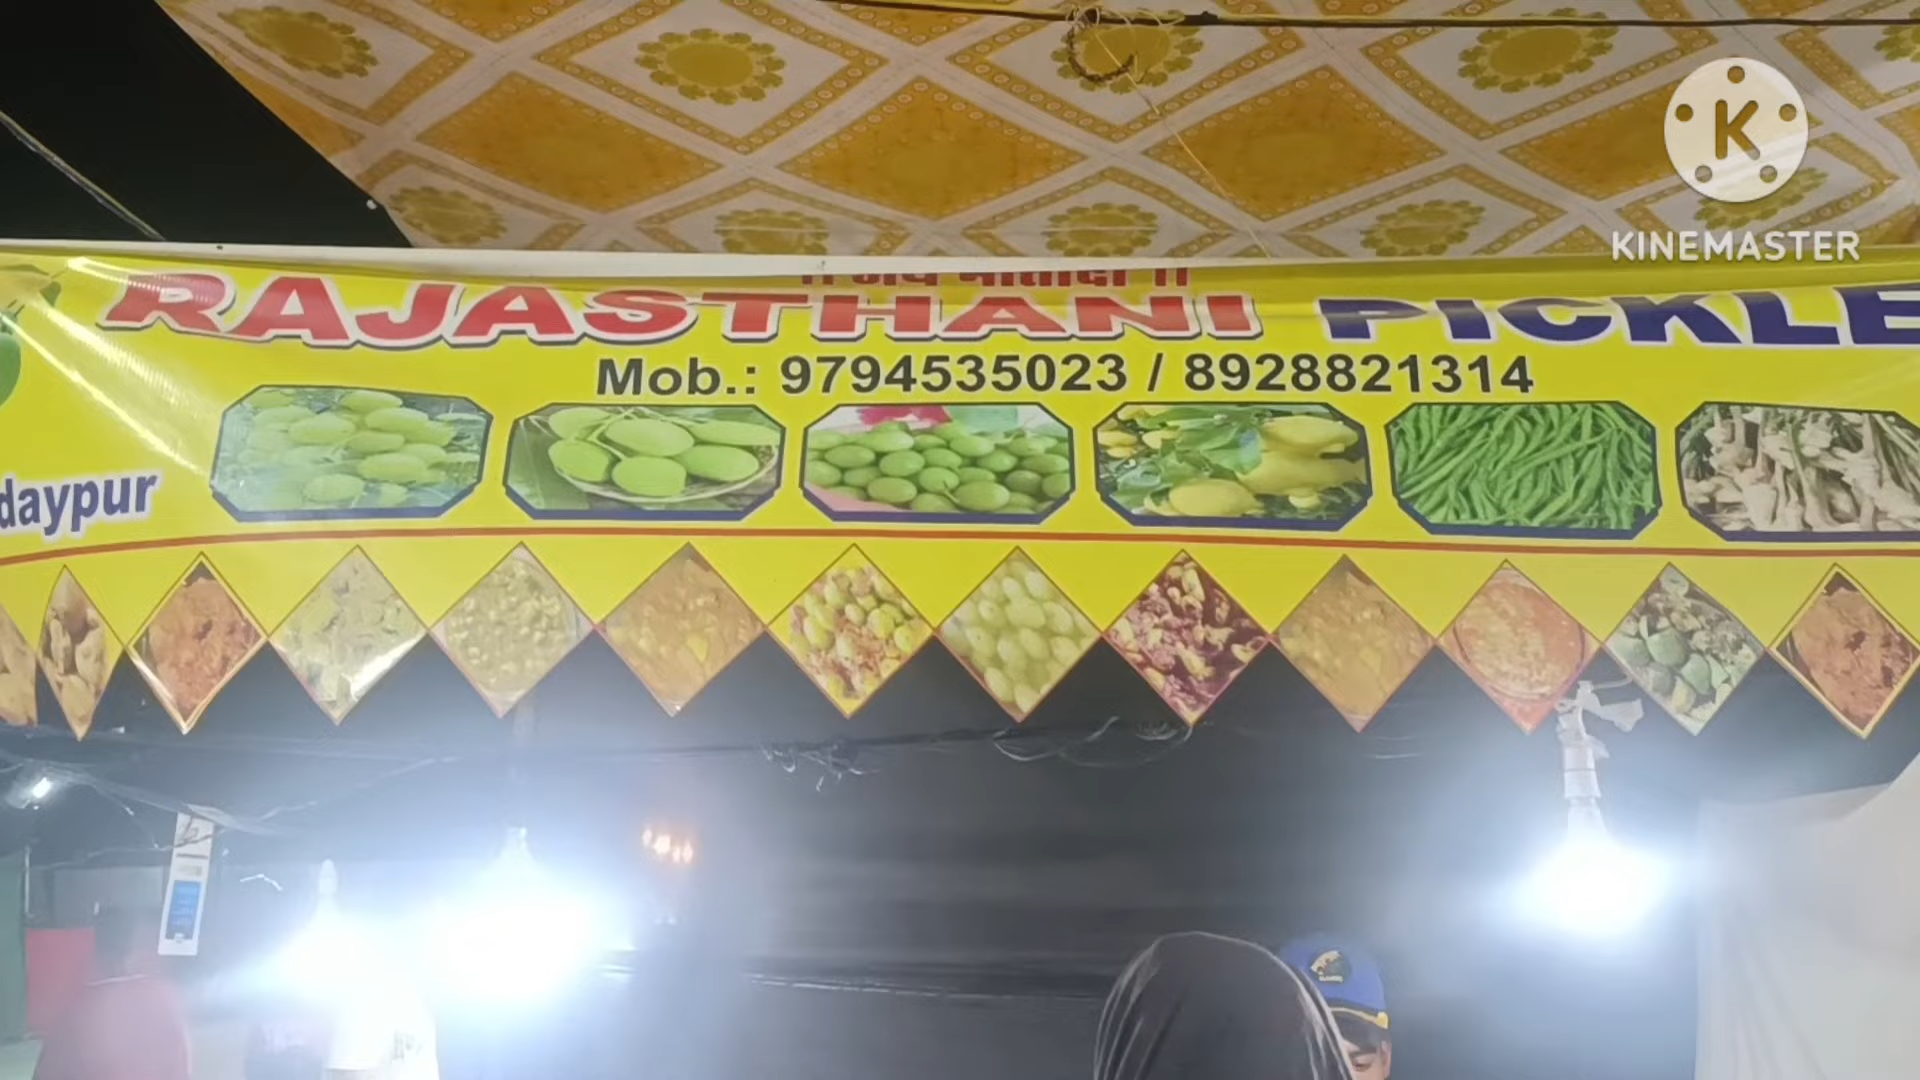 K
KINEMASTER
RAJASTHANI PICKLE
Mob.: 9794535023 / 8928821314
daypur